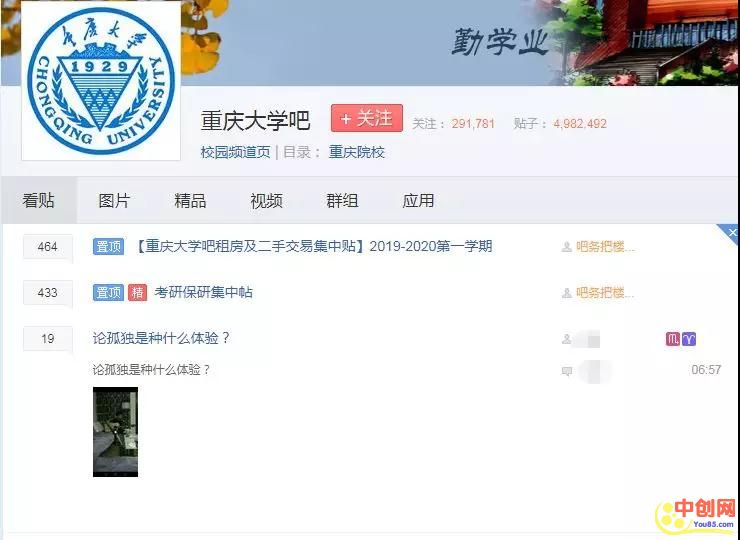 重庆大学
1929
CHONGQING UNIVERSITY
勤学业
重庆大学吧
+ 关注
关注：291,781
贴子：4,982,492
校园频道页 | 目录： 重庆院校
看贴
图片
精品
视频
群组
应用
464
置顶
【重庆大学吧租房及二手交易集中贴】2019-2020第一学期
吧务把楼...
433
置顶
精
考研保研集中帖
吧务把楼...
19
论孤独是种什么体验？
论孤独是种什么体验？
06:57
中创网
You85.com